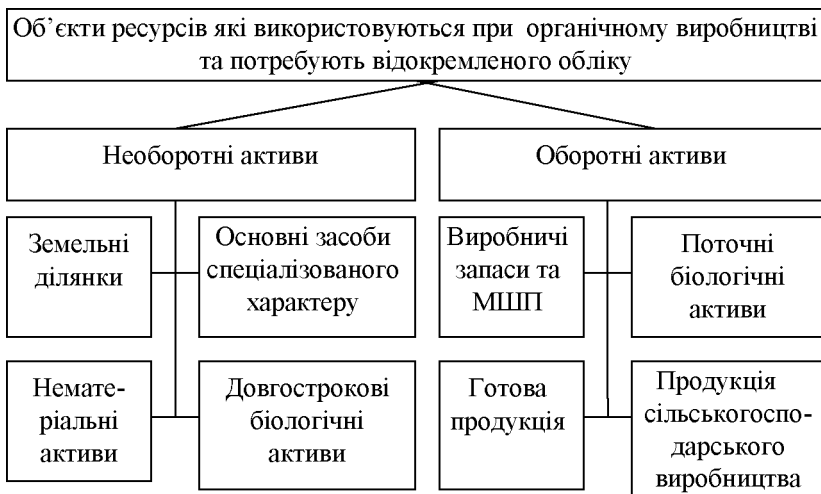 Об’єкти ресурсів які використовуються при органічному виробництві
та потребують відокремленого обліку
Необоротні активи
Оборотні активи
Земельні
ділянки
Основні засоби
спеціалізованого
характеру
Виробничі
запаси та
МШП
Поточні
біологічні
активи
Немате-
ріальні
активи
Довгострокові
біологічні
активи
Готова
продукція
Продукція
сільськогоспо-
дарського
виробництва